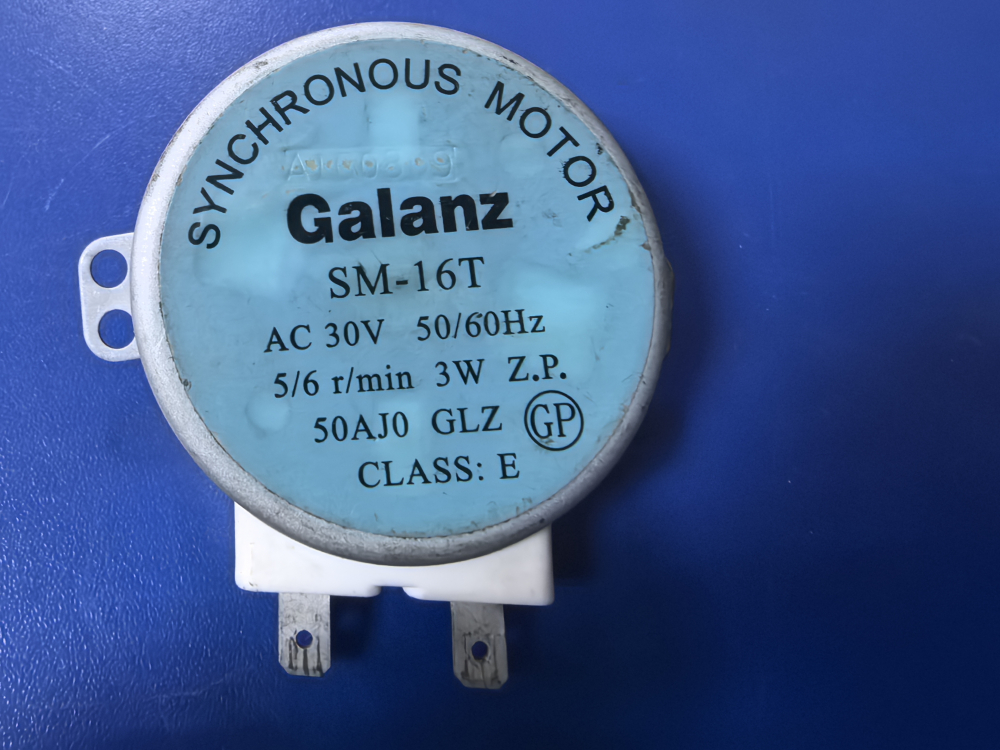 SYNCHRONOUS MOTOR
Galanz
SM-16T
AC 30V 50/60Hz
5/6 r/min 3W Z.P.
50AJ0 GLZ GP
CLASS: E